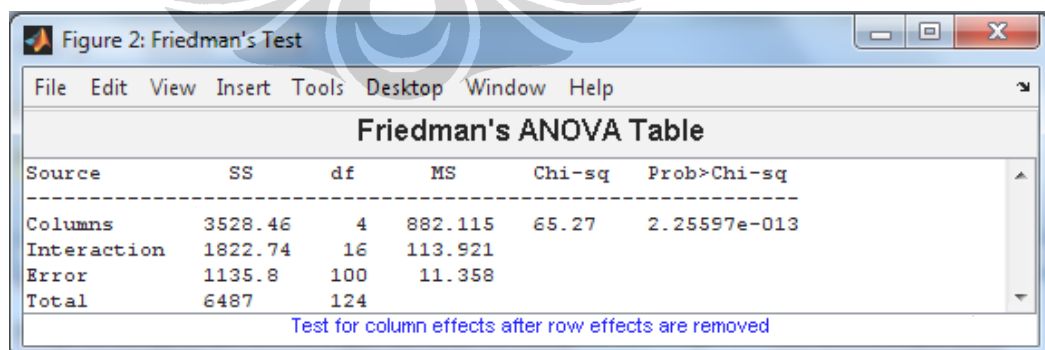 Figure 2: Friedman's Test
File Edit View Insert Tools Desktop Window Help
Friedman's ANOVA Table
Source SS df MS Chi-sq Prob>Chi-sq
Columns 3528.46 4 882.115 65.27 2.25597e-013
Interaction 1822.74 16 113.921
Error 1135.8 100 11.358
Total 6487 124
Test for column effects after row effects are removed